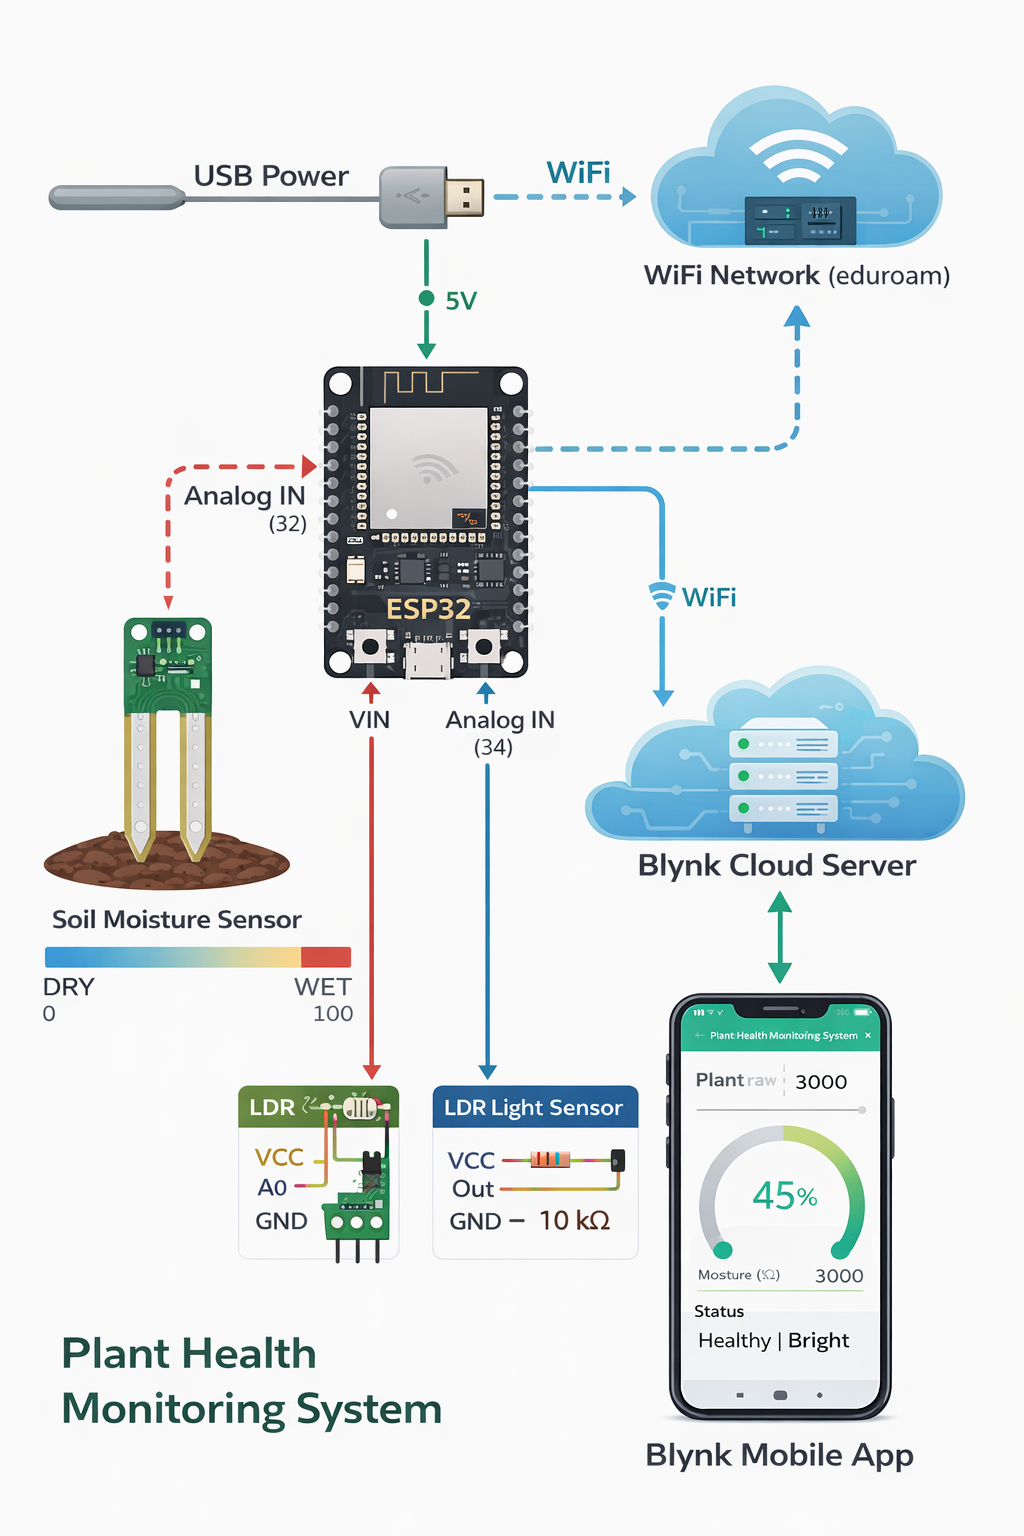 USB Power
WiFi
WiFi Network (eduroam)
5V
Analog IN
(32)
ESP32
WiFi
VIN
Analog IN
(34)
Blynk Cloud Server
Soil Moisture Sensor
DRY
WET
0
100
LDR
VCC
A0
GND
LDR Light Sensor
VCC
Out
GND – 10 kΩ
Plant Health Monitoring System ×
Plant raw 3000
45%
Mosture
3000
Status
Healthy | Bright
Plant Health
Monitoring System
Blynk Mobile App